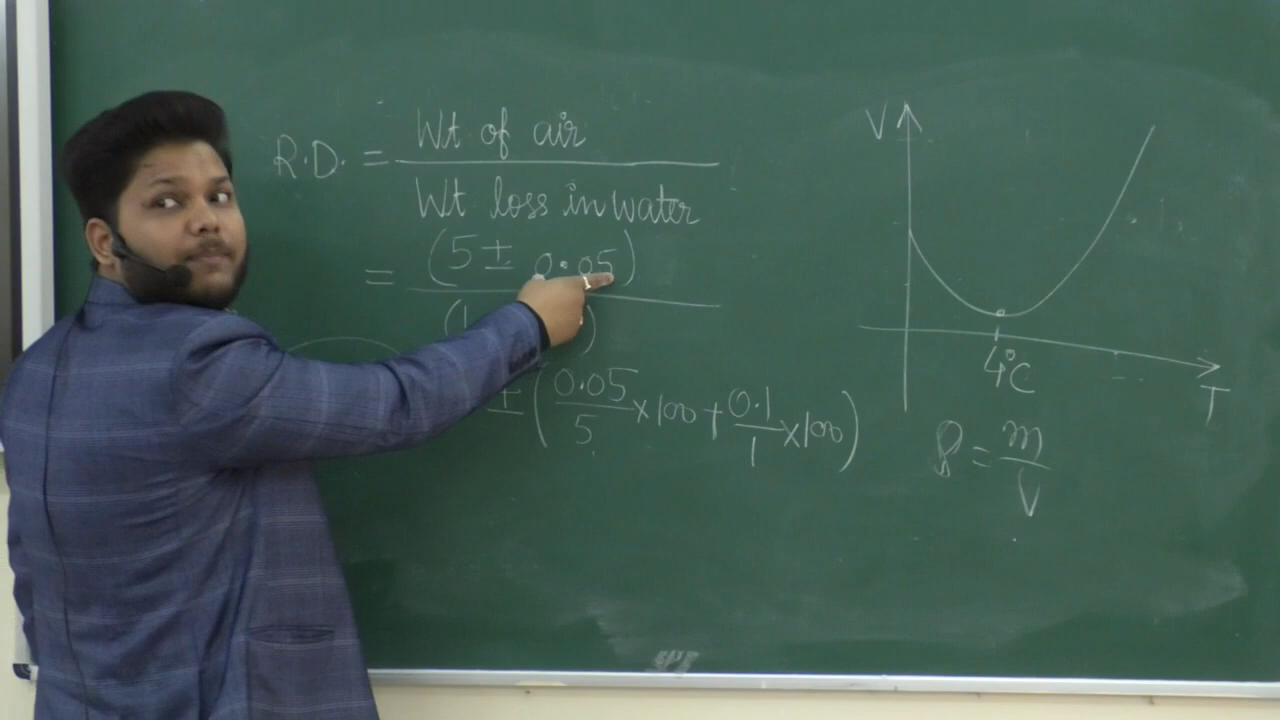 R.D. = Wt of air
Wt loss in water
= (5 ± 0.05)
(1 )
± (0.05/5 × 100 + 0.1/1 × 100)
V
4°C
T
ρ = m/V